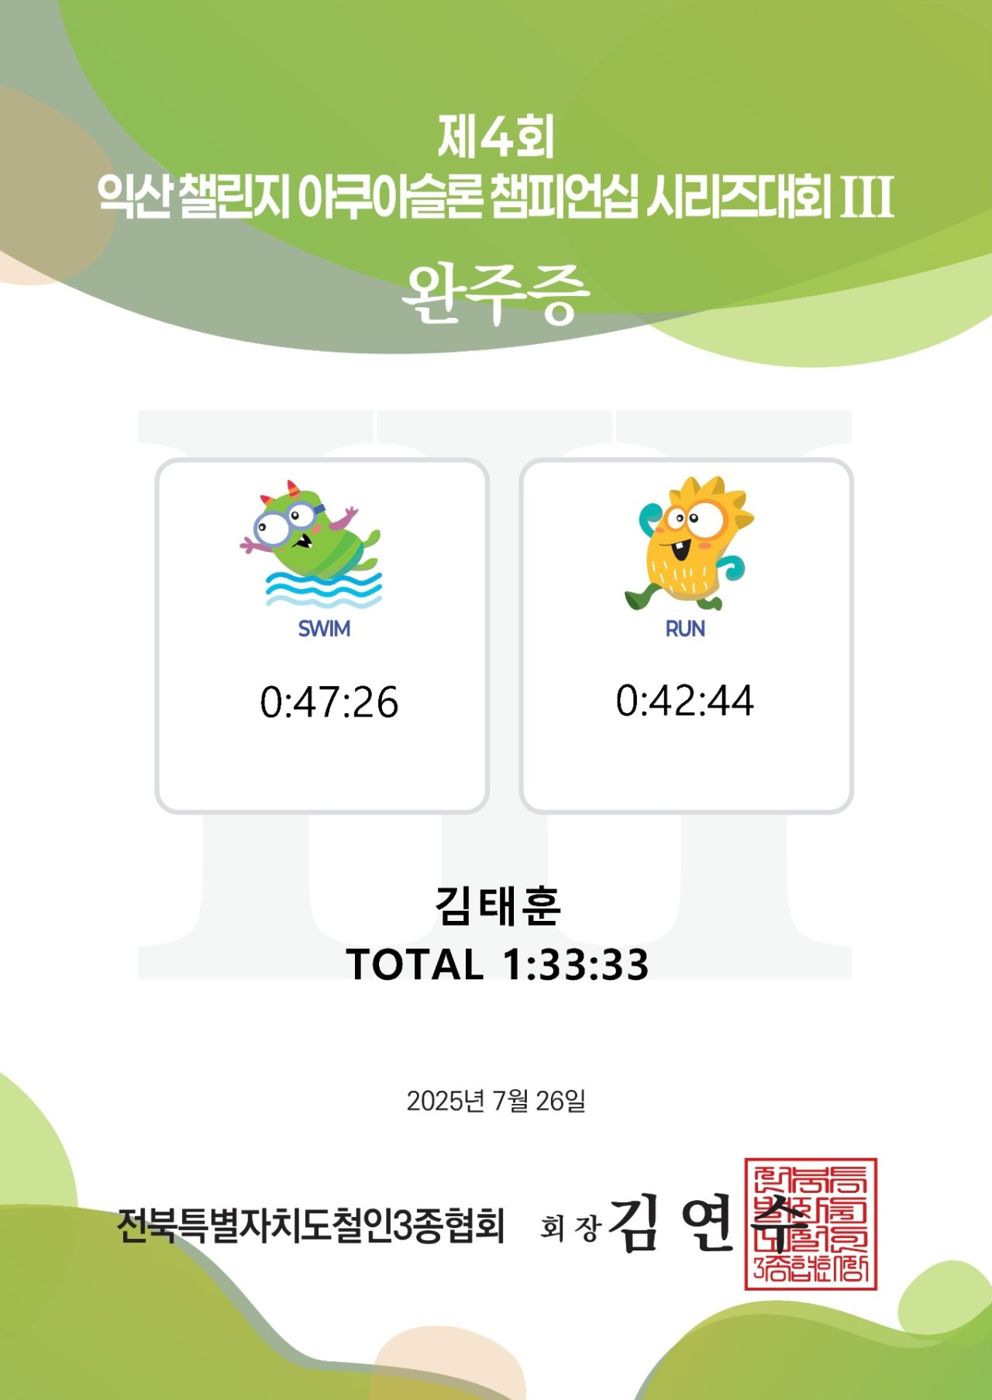 제4회
익산 챌린지 아쿠아슬론 챔피언십 시리즈대회 III
완주증
SWIM
RUN
0:47:26
0:42:44
김태훈
TOTAL 1:33:33
2025년 7월 26일
전북특별자치도철인3종협회 회장 김연수